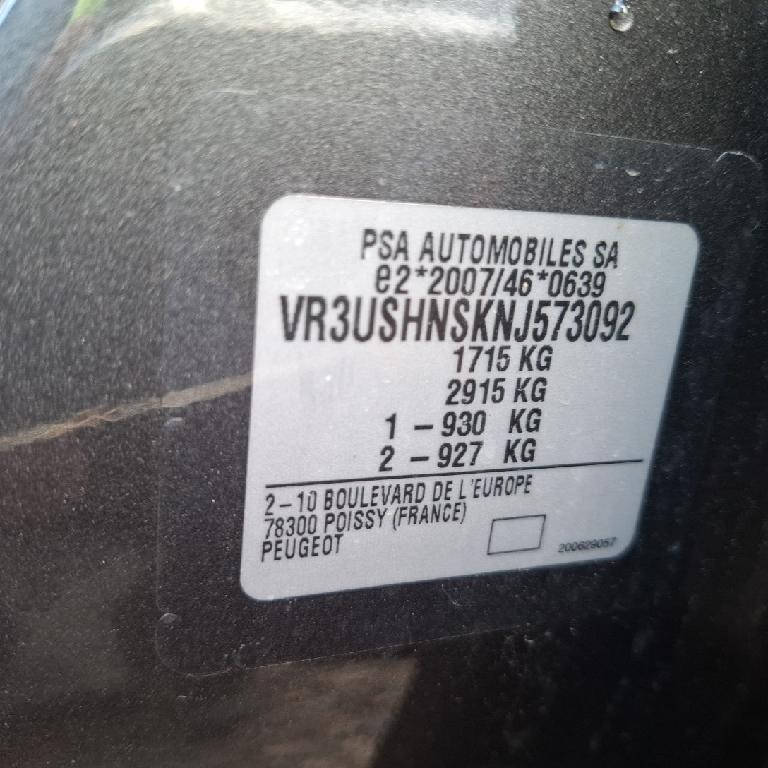 PSA AUTOMOBILES SA
e2*2007/46*0639
VR3USHNSKNJ573092
1715 KG
2915 KG
1 – 930 KG
2 – 927 KG
2–10 BOULEVARD DE L'EUROPE
78300 POISSY (FRANCE)
PEUGEOT
200629057